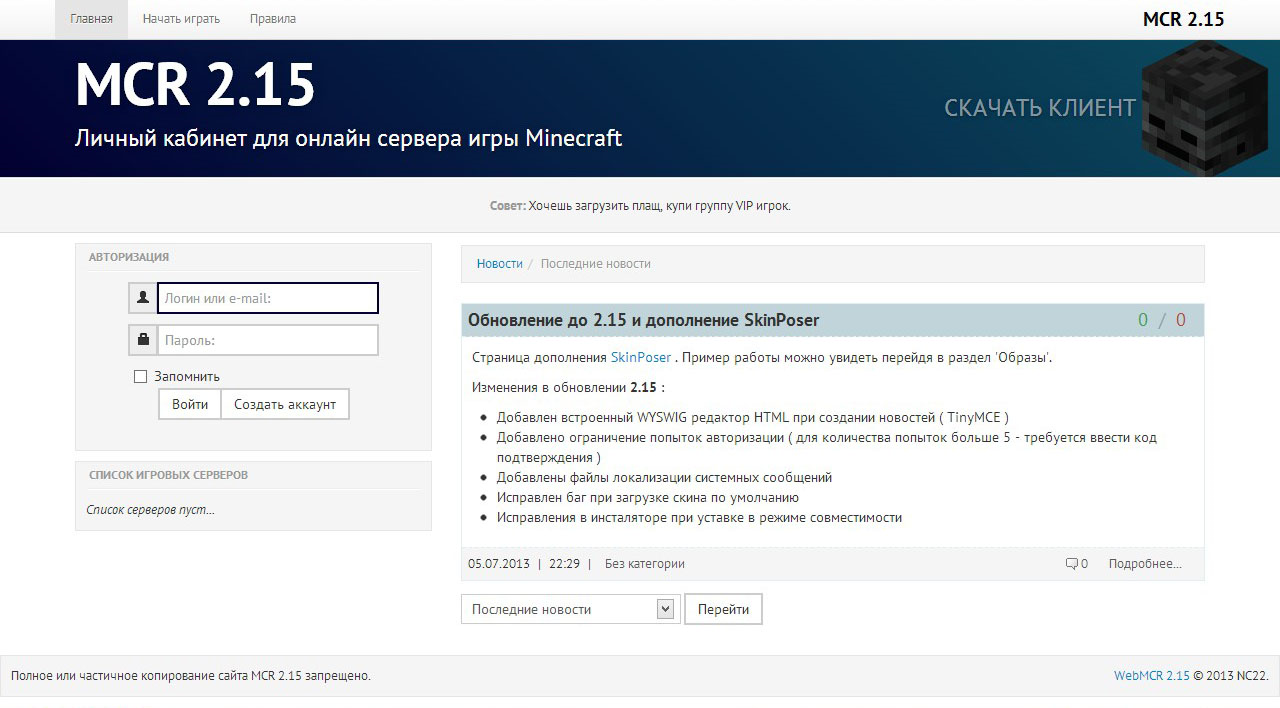 Главная Начать играть Правила MCR 2.15
MCR 2.15
Личный кабинет для онлайн сервера игры Minecraft
СКАЧАТЬ КЛИЕНТ
Совет: Хочешь загрузить плащ, купи группу VIP игрок.
АВТОРИЗАЦИЯ
Логин или e-mail:
Пароль:
Запомнить
Войти Создать аккаунт
СПИСОК ИГРОВЫХ СЕРВЕРОВ
Список серверов пуст...
Новости / Последние новости
Обновление до 2.15 и дополнение SkinPoser 0 / 0
Страница дополнения SkinPoser . Пример работы можно увидеть перейдя в раздел 'Образы'.
Изменения в обновлении 2.15 :
Добавлен встроенный WYSWIG редактор HTML при создании новостей ( TinyMCE )
Добавлено ограничение попыток авторизации ( для количества попыток больше 5 - требуется ввести код
подтверждения )
Добавлены файлы локализации системных сообщений
Исправлен баг при загрузке скина по умолчанию
Исправления в инсталяторе при уставке в режиме совместимости
05.07.2013 | 22:29 | Без категории 0 Подробнее...
Последние новости Перейти
Полное или частичное копирование сайта MCR 2.15 запрещено. WebMCR 2.15 © 2013 NC22.